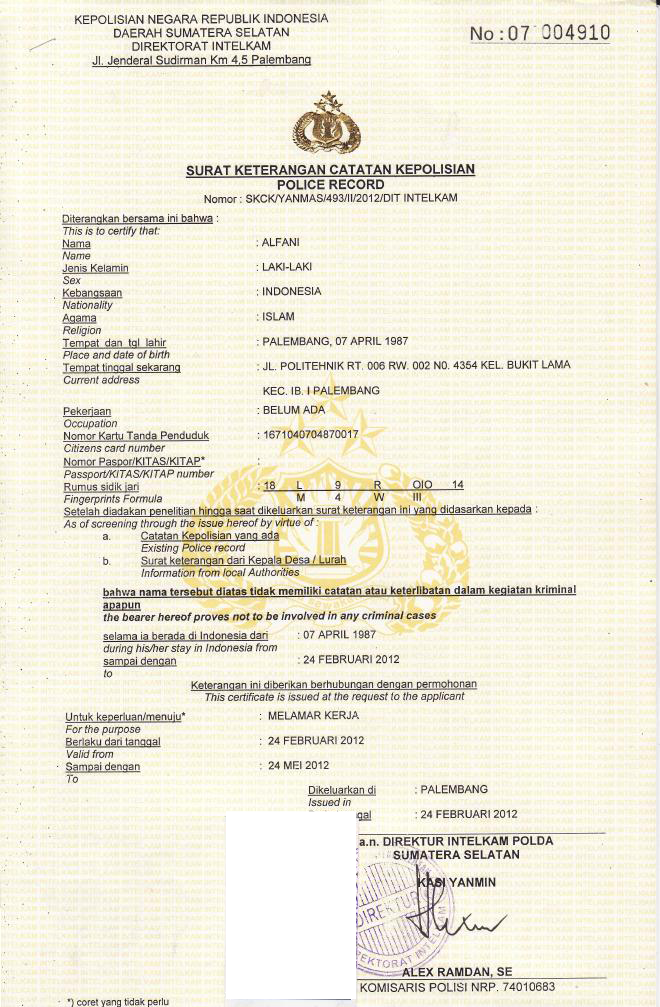 KEPOLISIAN NEGARA REPUBLIK INDONESIA
DAERAH SUMATERA SELATAN
DIREKTORAT INTELKAM
Jl. Jenderal Sudirman Km 4,5 Palembang
No : 07 004910
SURAT KETERANGAN CATATAN KEPOLISIAN
POLICE RECORD
Nomor : SKCK/YANMAS/493/II/2012/DIT INTELKAM
Diterangkan bersama ini bahwa :
This is to certify that:
Nama : ALFANI
Name
Jenis Kelamin : LAKI-LAKI
Sex
Kebangsaan : INDONESIA
Nationality
Agama : ISLAM
Religion
Tempat dan tgl lahir : PALEMBANG, 07 APRIL 1987
Place and date of birth
Tempat tinggal sekarang : JL. POLITEHNIK RT. 006 RW. 002 N0. 4354 KEL. BUKIT LAMA
Current address
KEC. IB. I PALEMBANG
Pekerjaan : BELUM ADA
Occupation
Nomor Kartu Tanda Penduduk : 1671040704870017
Citizens card number
Nomor Paspor/KITAS/KITAP* :
Passport/KITAS/KITAP number
Rumus sidik jari : 18 L 9 R OIO 14
Fingerprints Formula M 4 W III
Setelah diadakan penelitian hingga saat dikeluarkan surat keterangan ini yang didasarkan kepada :
As of screening through the issue hereof by virtue of :
a. Catatan Kepolisian yang ada
Existing Police record
b. Surat keterangan dari Kepala Desa / Lurah
Information from local Authorities
bahwa nama tersebut diatas tidak memiliki catatan atau keterlibatan dalam kegiatan kriminal
apapun
the bearer hereof proves not to be involved in any criminal cases
selama ia berada di Indonesia dari : 07 APRIL 1987
during his/her stay in Indonesia from
sampai dengan : 24 FEBRUARI 2012
to
Keterangan ini diberikan berhubungan dengan permohonan
This certificate is issued at the request to the applicant
Untuk keperluan/menuju* : MELAMAR KERJA
For the purpose
Berlaku dari tanggal : 24 FEBRUARI 2012
Valid from
Sampai dengan : 24 MEI 2012
To
Dikeluarkan di : PALEMBANG
Issued in
: 24 FEBRUARI 2012
a.n. DIREKTUR INTELKAM POLDA
SUMATERA SELATAN
KASI YANMIN
DIREKTUR
DIREKTORAT INTELKAM
ALEX RAMDAN, SE
KOMISARIS POLISI NRP. 74010683
*) coret yang tidak perlu